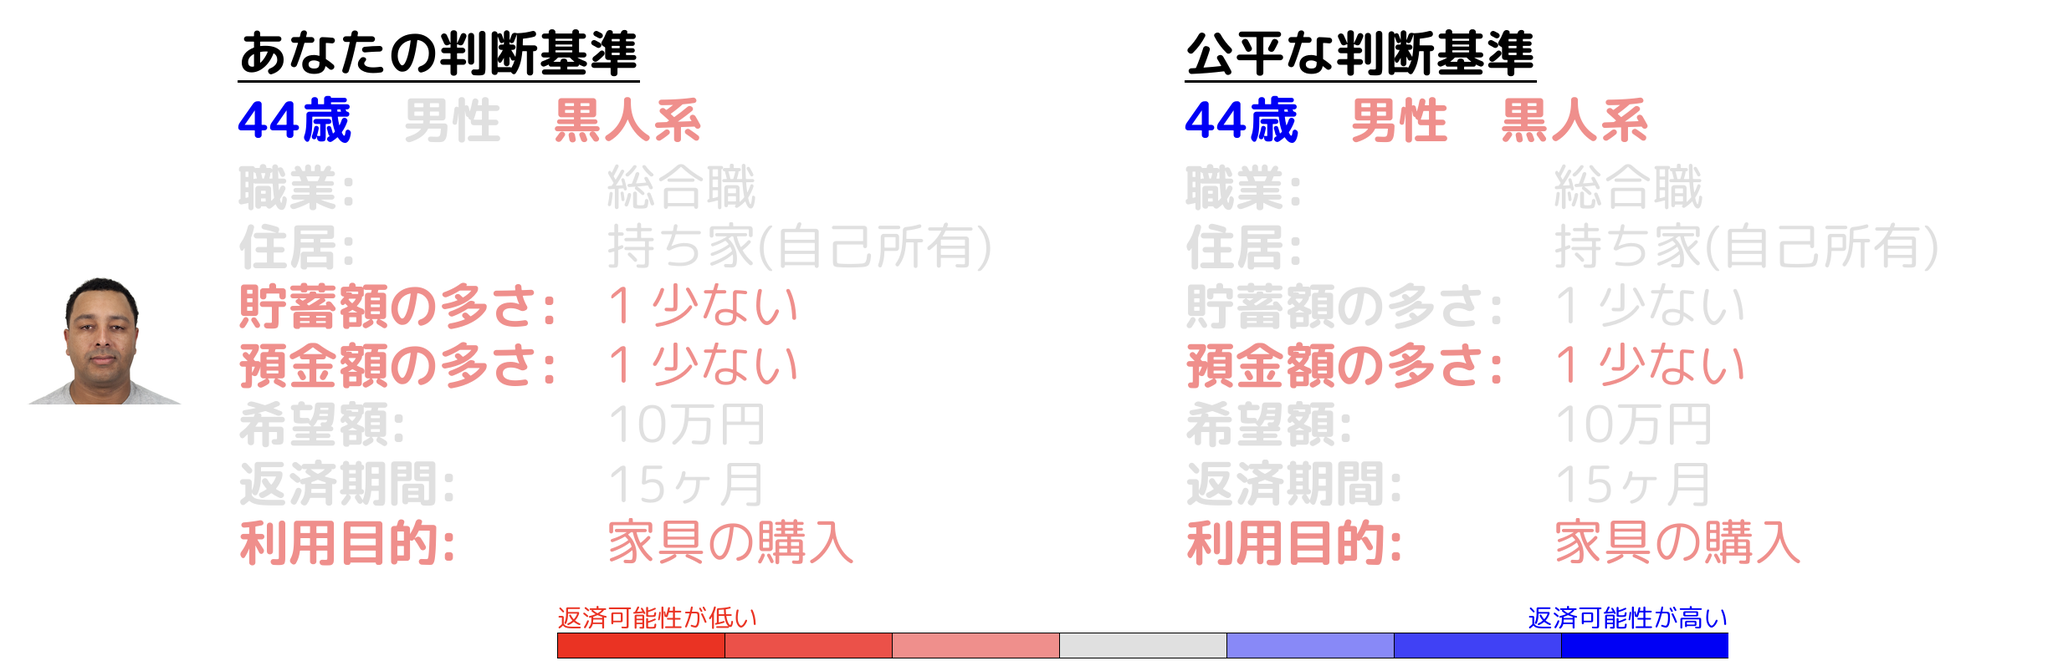 あなたの判断基準
44歳 男性 黒人系
職業: 総合職
住居: 持ち家(自己所有)
貯蓄額の多さ: 1 少ない
預金額の多さ: 1 少ない
希望額: 10万円
返済期間: 15ヶ月
利用目的: 家具の購入
公平な判断基準
44歳 男性 黒人系
職業: 総合職
住居: 持ち家(自己所有)
貯蓄額の多さ: 1 少ない
預金額の多さ: 1 少ない
希望額: 10万円
返済期間: 15ヶ月
利用目的: 家具の購入
返済可能性が低い
返済可能性が高い